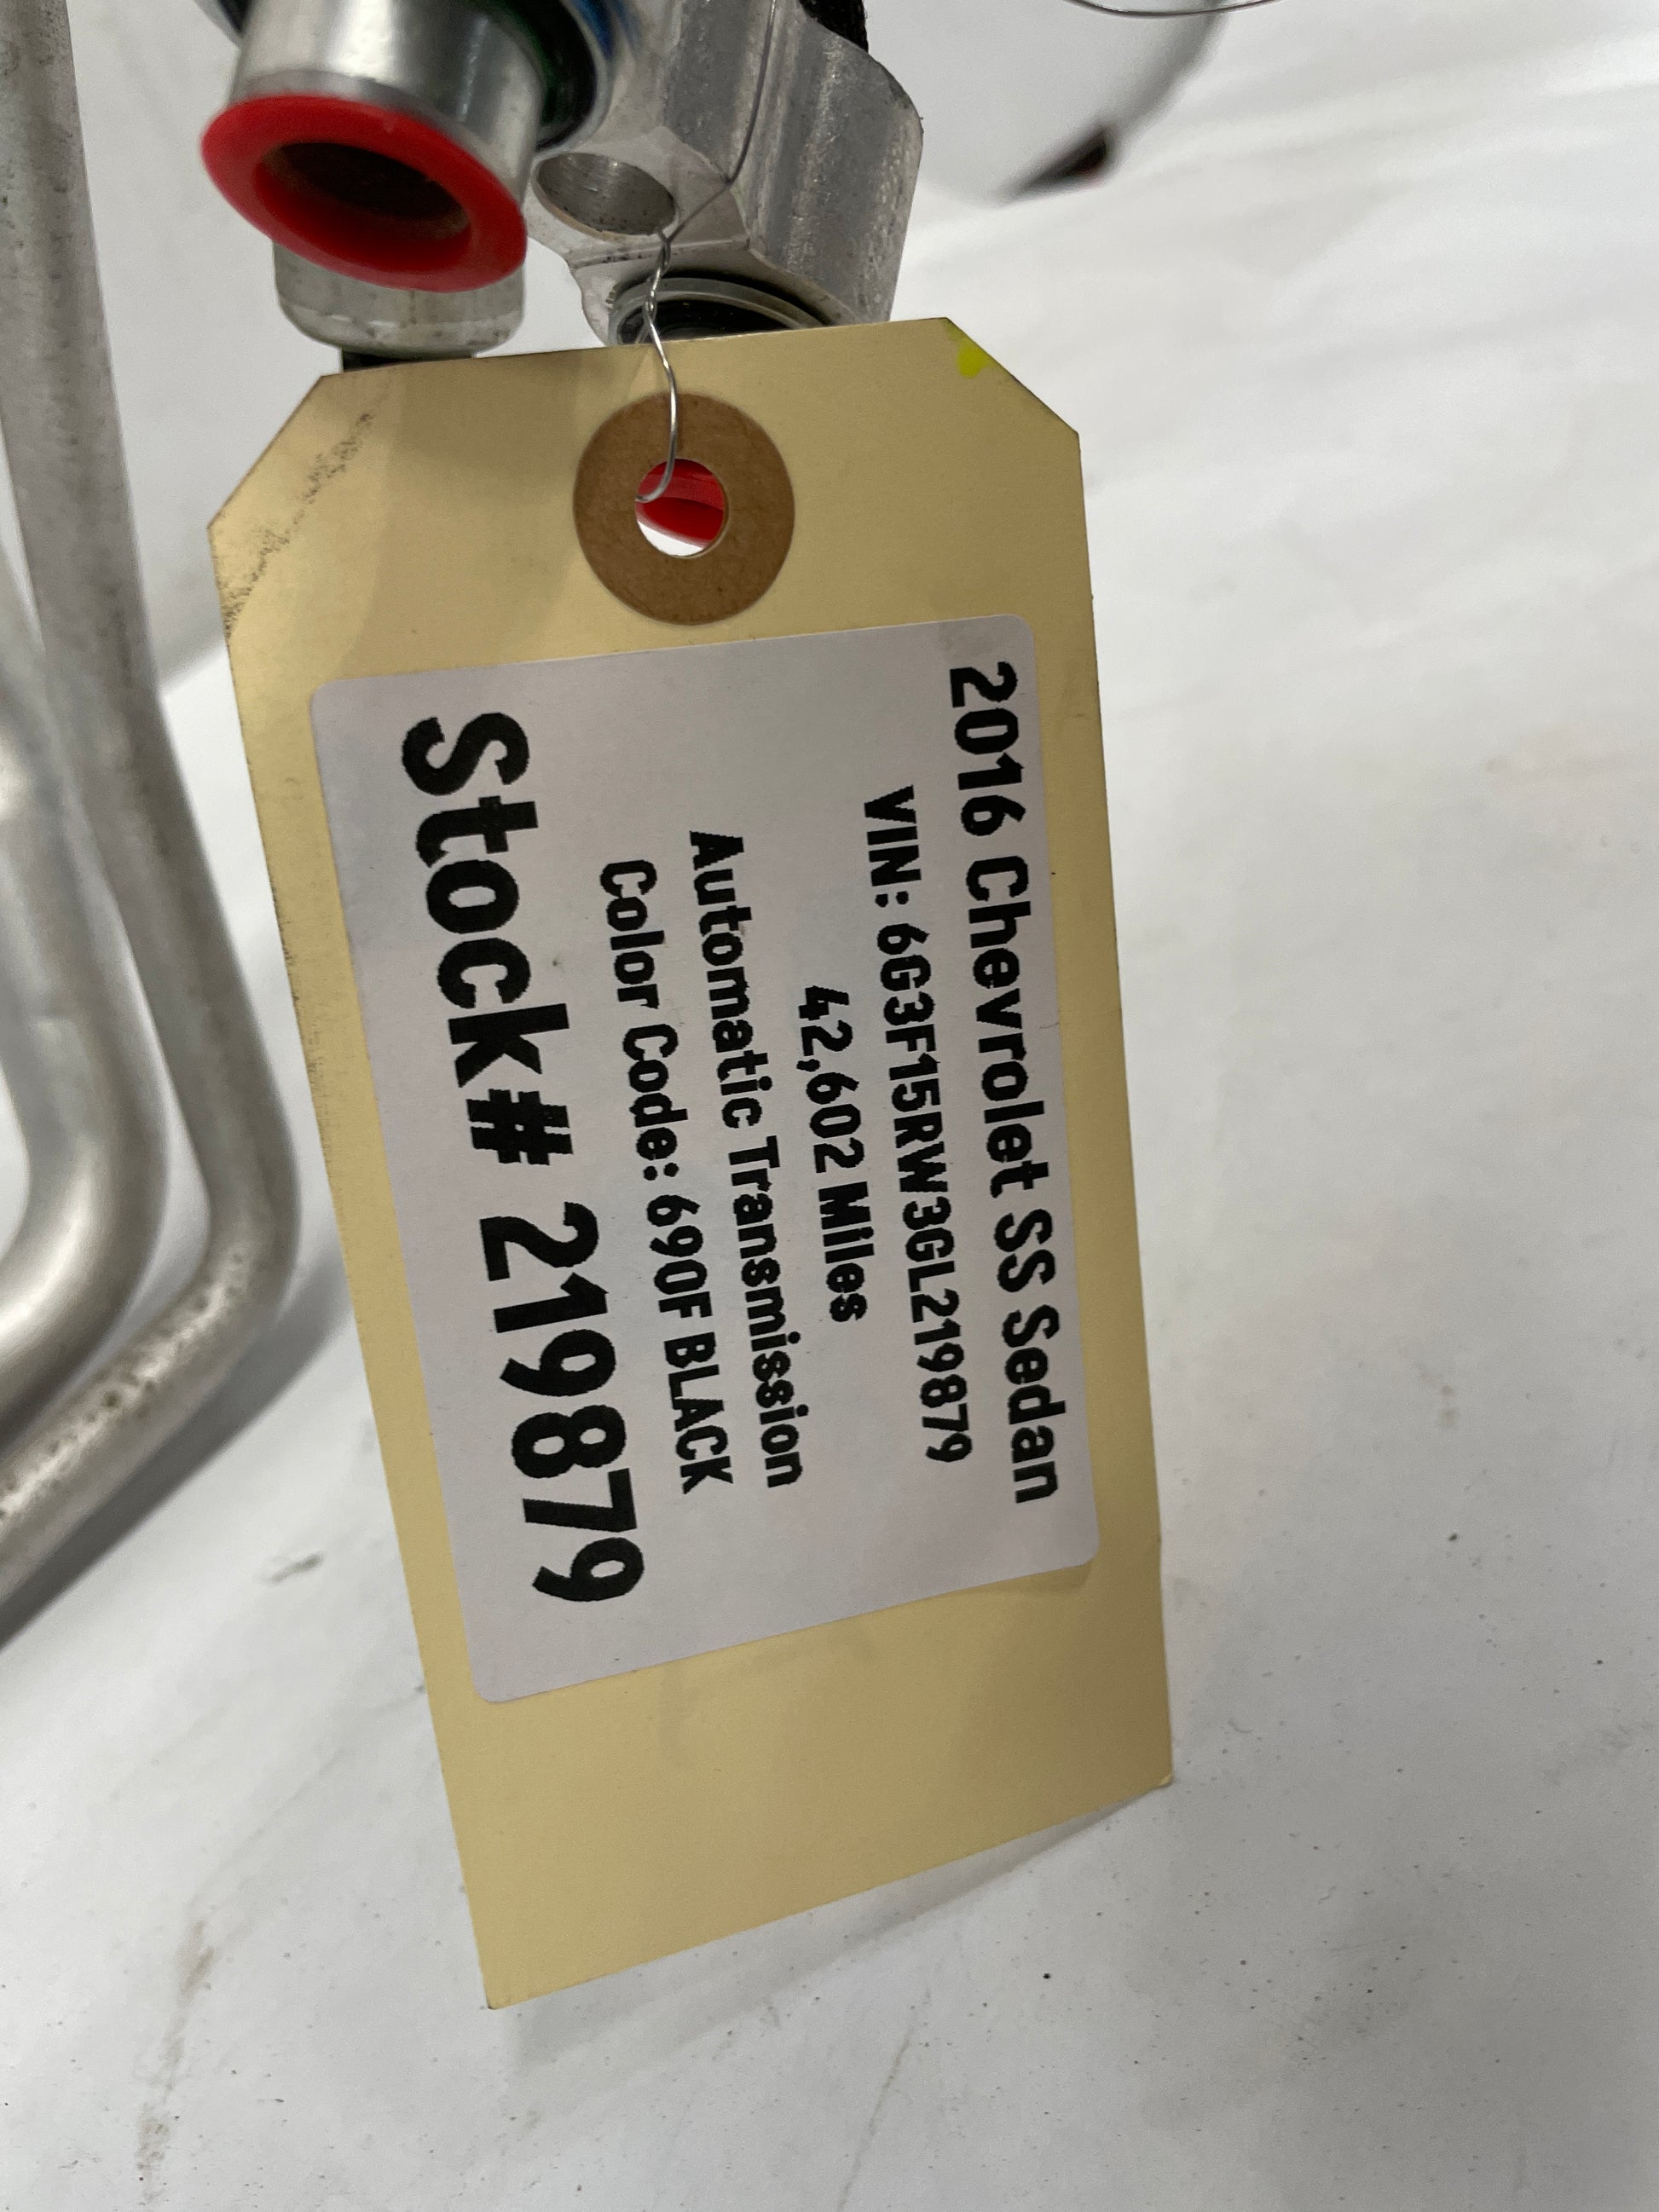 2016 Chevrolet SS Sedan
VIN: 6G3F15RW3GL219879
42,602 Miles
Automatic Transmission
Color Code: 690F BLACK
Stock# 219879